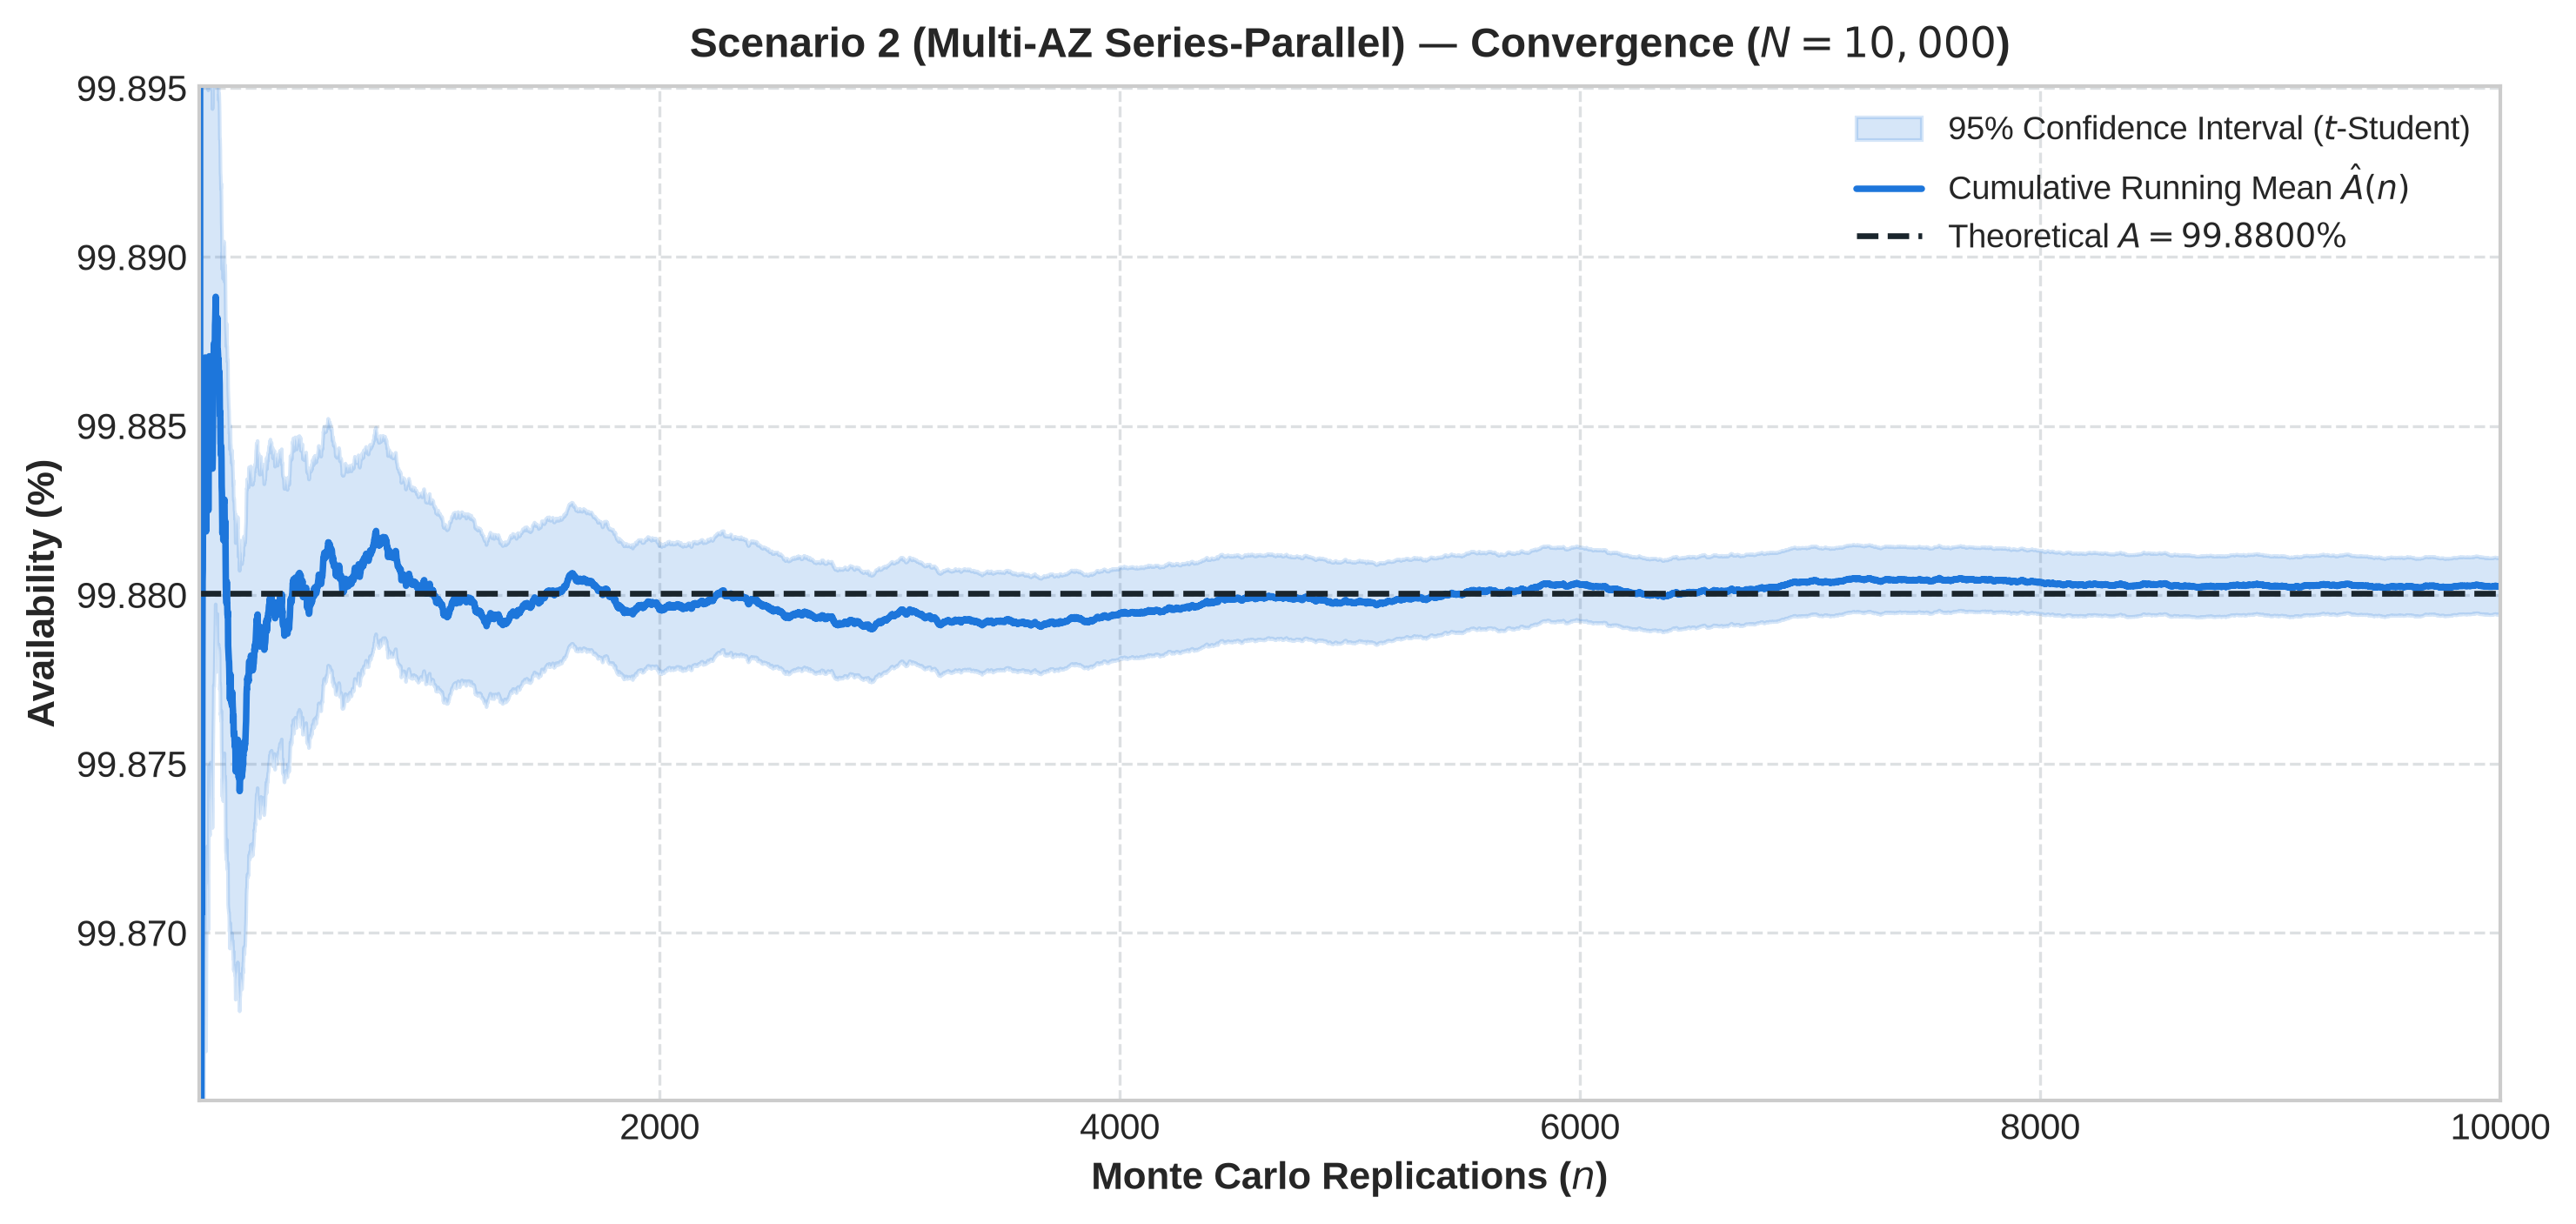 Scenario 2 (Multi-AZ Series-Parallel) — Convergence (N = 10,000)
99.895
99.890
99.885
99.880
99.875
99.870
Availability (%)
95% Confidence Interval (t-Student)
Cumulative Running Mean Â(n)
Theoretical A = 99.8800%
2000 4000 6000 8000 10000
Monte Carlo Replications (n)